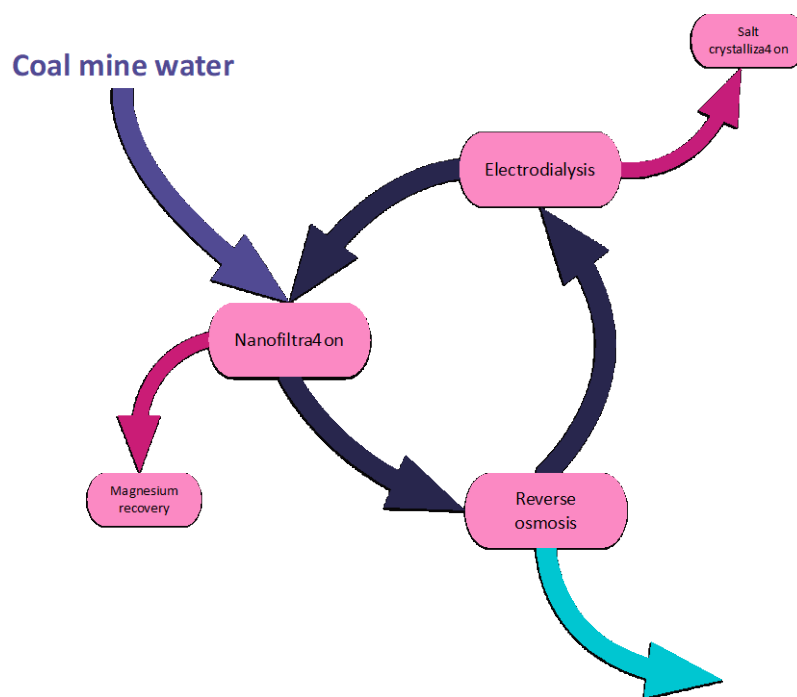 Salt
crystalliza4on
Coal mine water
Electrodialysis
Nanofiltra4on
Magnesium
recovery
Reverse
osmosis